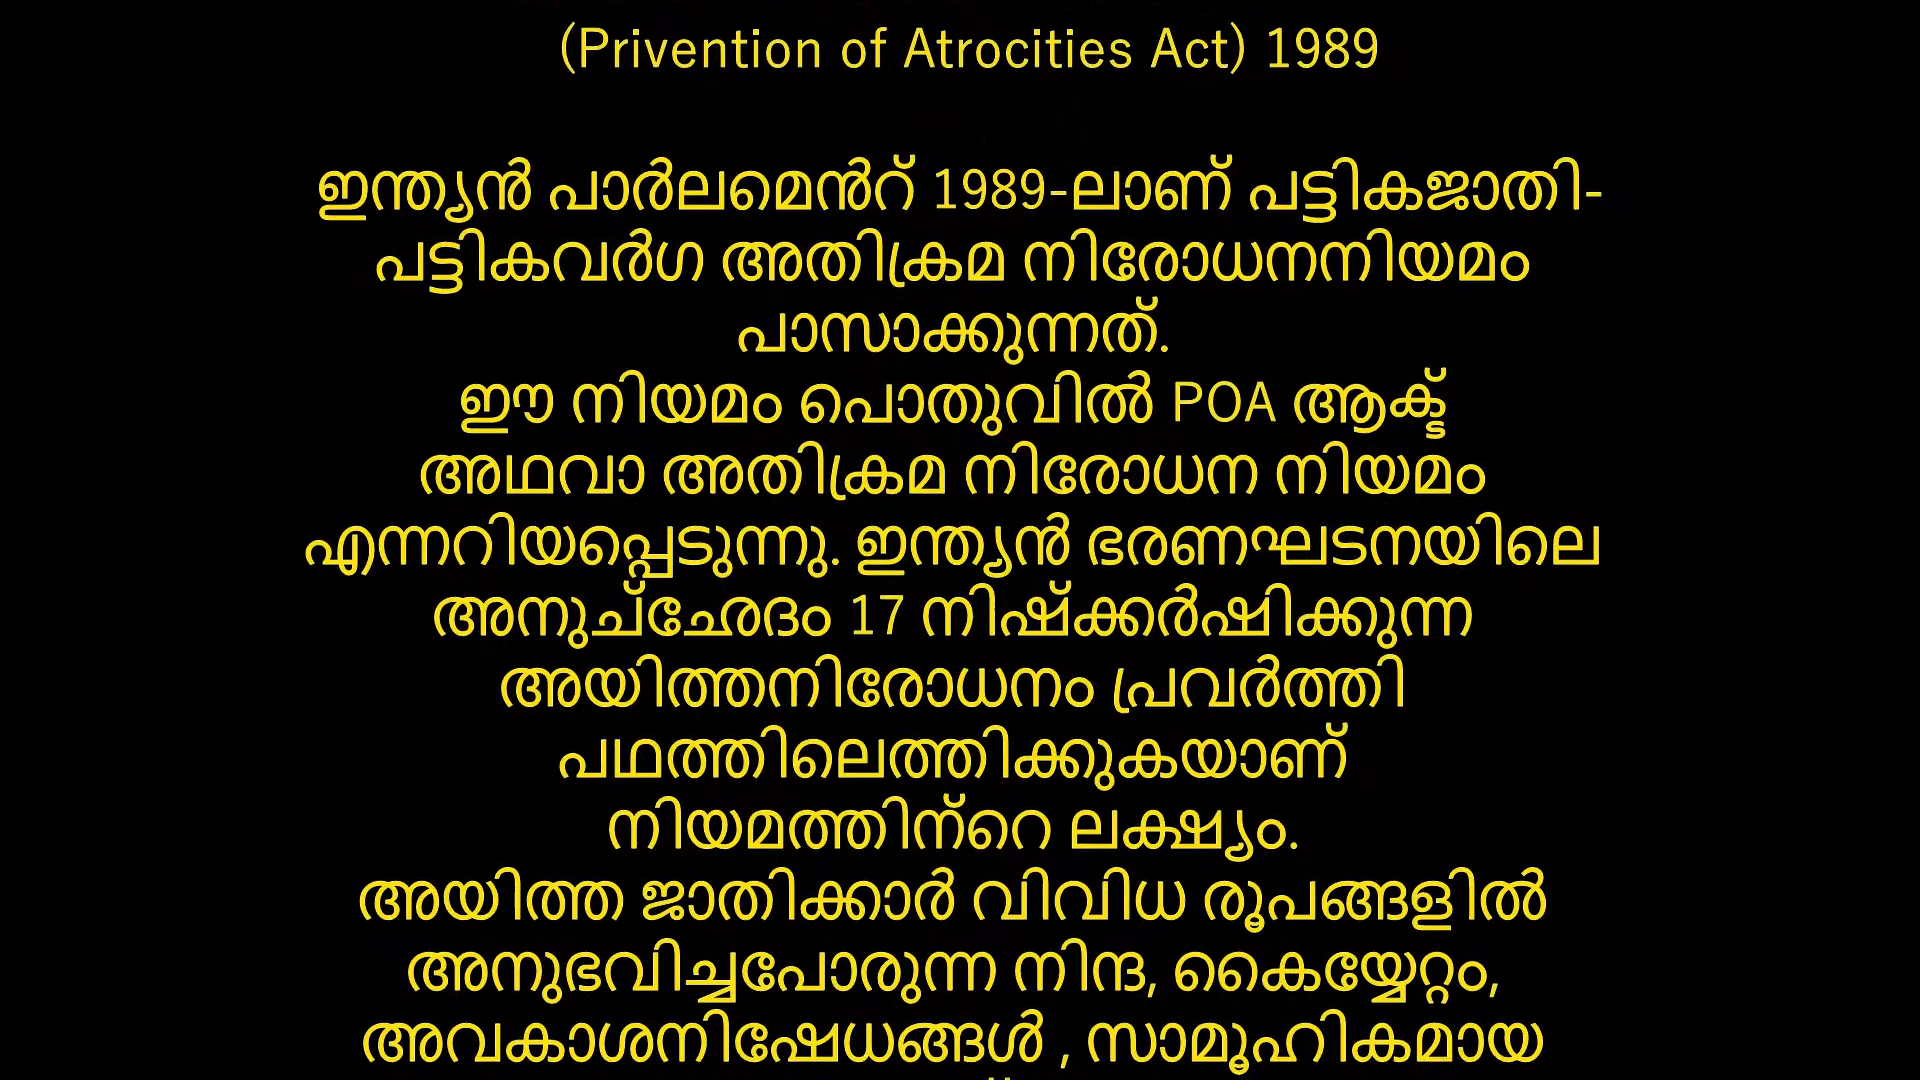 (Privention of Atrocities Act) 1989
ഇന്ത്യൻ പാർലമെൻറ് 1989-ലാണ് പട്ടികജാതി-
പട്ടികവർഗ അതിക്രമ നിരോധനനിയമം
പാസാക്കുന്നത്.
ഈ നിയമം പൊതുവിൽ POA ആക്ട്
അഥവാ അതിക്രമ നിരോധന നിയമം
എന്നറിയപ്പെടുന്നു. ഇന്ത്യൻ ഭരണഘടനയിലെ
അനുച്ഛേദം 17 നിഷ്ക്കർഷിക്കുന്ന
അയിത്തനിരോധനം പ്രവർത്തി
പഥത്തിലെത്തിക്കുകയാണ്
നിയമത്തിന്റെ ലക്ഷ്യം.
അയിത്ത ജാതിക്കാർ വിവിധ രൂപങ്ങളിൽ
അനുഭവിച്ചപോരുന്ന നിന്ദ, കൈയ്യേറ്റം,
അവകാശനിഷേധങ്ങൾ , സാമൂഹികമായ